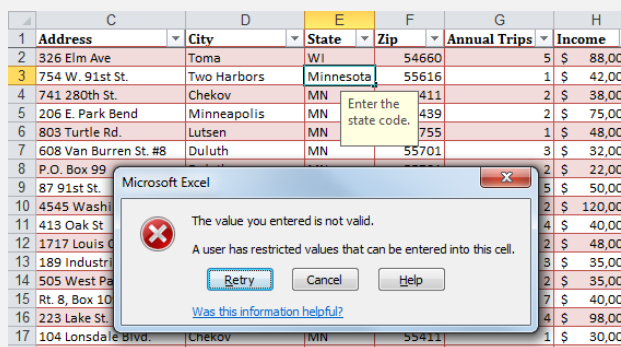 C D E F G H
1 Address City State Zip Annual Trips Income
2 326 Elm Ave Toma WI 54660 5 $ 88,00
3 754 W. 91st St. Two Harbors Minnesota 55616 1 $ 42,00
4 741 280th St. Chekov MN 411 2 $ 38,00
Enter the
state code.
5 206 E. Park Bend Minneapolis MN 439 2 $ 75,00
6 803 Turtle Rd. Lutsen MN 755 1 $ 48,00
7 608 Van Burren St. #8 Duluth MN 55701 3 $ 32,00
8 P.O. Box 99 2 $ 22,00
Microsoft Excel
9 87 91st St. 5 $ 50,00
10 4545 Washi 2 $ 120,00
The value you entered is not valid.
11 413 Oak St 4 $ 40,00
12 1717 Louis 2 $ 48,00
A user has restricted values that can be entered into this cell.
13 189 Industri 3 $ 35,00
14 505 West Pa 2 $ 35,00
Retry Cancel Help
15 Rt. 8, Box 10 7 $ 40,00
Was this information helpful?
16 223 Lake St. 4 $ 98,00
17 104 Lonsdale Blvd. Chekov MN 55411 1 $ 30,00